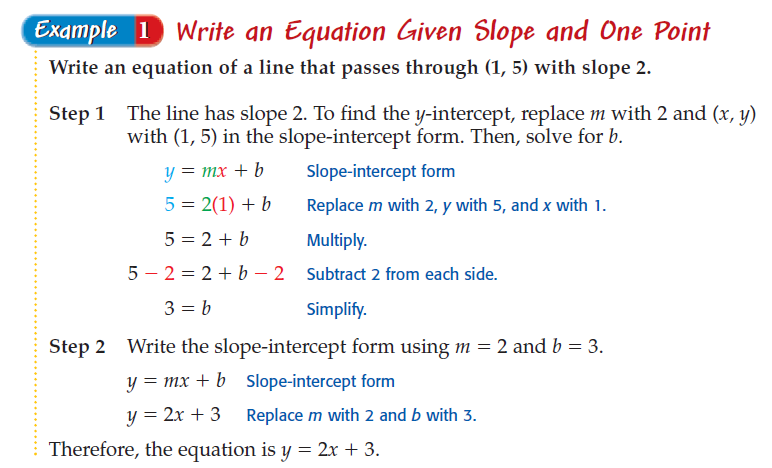 Example 1 Write an Equation Given Slope and One Point
Write an equation of a line that passes through (1, 5) with slope 2.
Step 1 The line has slope 2. To find the y-intercept, replace m with 2 and (x, y)
with (1, 5) in the slope-intercept form. Then, solve for b.
y = mx + b Slope-intercept form
5 = 2(1) + b Replace m with 2, y with 5, and x with 1.
5 = 2 + b Multiply.
5 − 2 = 2 + b − 2 Subtract 2 from each side.
3 = b Simplify.
Step 2 Write the slope-intercept form using m = 2 and b = 3.
y = mx + b Slope-intercept form
y = 2x + 3 Replace m with 2 and b with 3.
Therefore, the equation is y = 2x + 3.